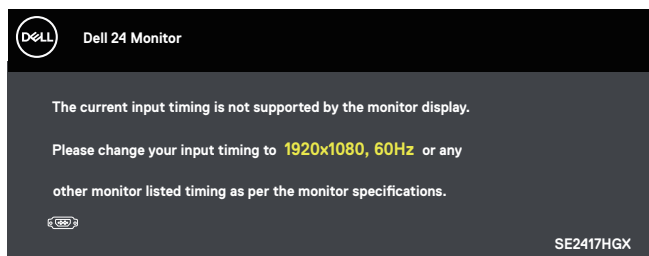 DELL
Dell 24 Monitor
The current input timing is not supported by the monitor display.
Please change your input timing to 1920x1080, 60Hz or any
other monitor listed timing as per the monitor specifications.
SE2417HGX